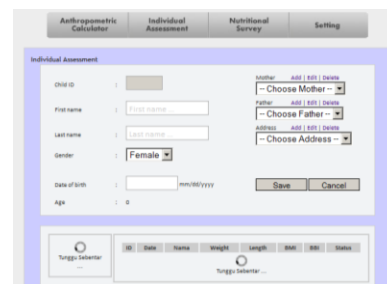 Anthropometric Calculator
Individual Assessment
Nutritional Survey
Setting
Individual Assessment
Child ID :
First name : First name ...
Last name : Last name ...
Gender : Female
Date of birth : mm/dd/yyyy
Age : 0
Mother Add | Edit | Delete
-- Choose Mother --
Father Add | Edit | Delete
-- Choose Father --
Address Add | Edit | Delete
-- Choose Address --
Save Cancel
Tunggu Sebentar
...
ID Date Nama Weight Length BMI BBI Status
Tunggu Sebentar ...